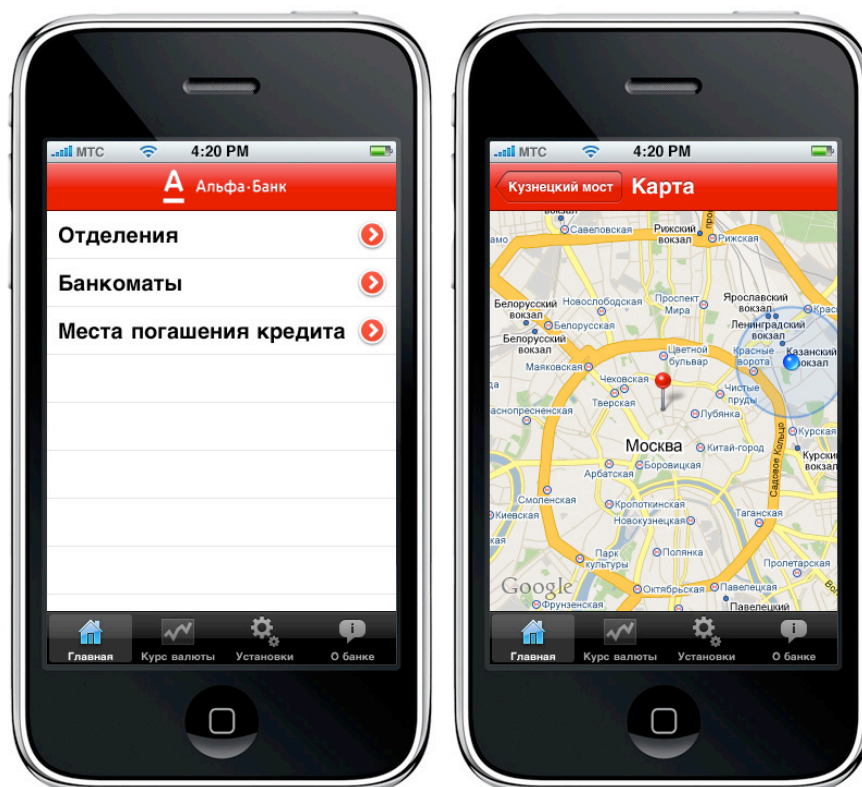 МТС 4:20 PM
А Альфа·Банк
Отделения
Банкоматы
Места погашения кредита
Главная Курс валюты Установки О банке
МТС 4:20 PM
Кузнецкий мост Карта
вокзал
Савеловская
Рижский
вокзал
Рижская
Белорусский
вокзал
Новослободская
Проспект
Мира
Ярославский
вокзал
Ленинградский
вокзал
Белорусская
Белорусский
вокзал
Цветной
бульвар
Красные
ворота
Казанский
вокзал
Маяковская
Чеховская
Тверская
Чистые
пруды
Лубянка
Москва
Китай-город
Курская
Курский
вокзал
Садовое Кольцо
Арбатская
Боровицкая
Смоленская
Киевская
Кропоткинская
Новокузнецкая
Таганская
Парк
культуры
Полянка
Пролетарская
Google
Октябрьская
Павелецкая
Фрунзенская
Павелецкий
Главная Курс валюты Установки О банке